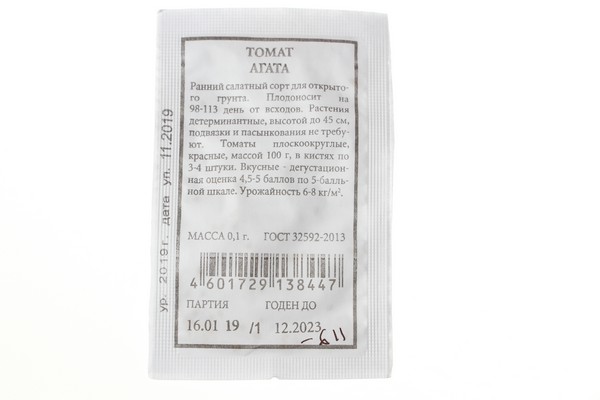 ТОМАТ
АГАТА
Ранний салатный сорт для открыто-
го грунта. Плодоносит на
98-113 день от всходов. Растения
детерминантные, высотой до 45 см,
подвязки и пасынкования не требу-
ют. Томаты плоскоокруглые,
красные, массой 100 г, в кистях по
3-4 штуки. Вкусные - дегустацион-
ная оценка 4,5-5 баллов по 5-балль-
ной шкале. Урожайность 6-8 кг/м².
МАССА 0,1 г. ГОСТ 32592-2013
4 601729 138447
ПАРТИЯ ГОДЕН ДО
16.01 19 /1 12.2023
ур. 2019 г. дата уп. 11.2019